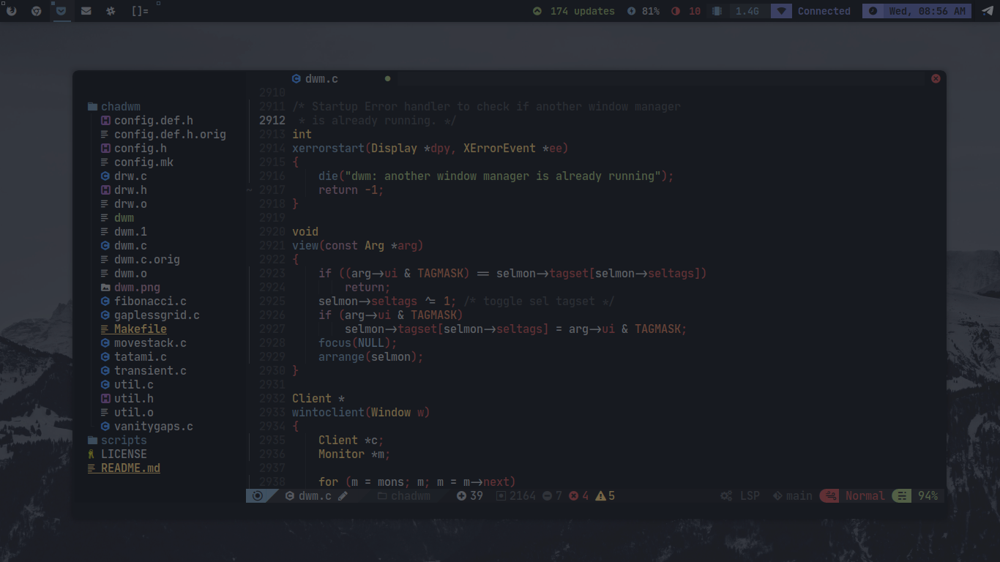 []= 174 updates 81% 10 1.4G Connected Wed, 08:56 AM
dwm.c
chadwm
config.def.h
config.def.h.orig
config.h
config.mk
drw.c
drw.h
drw.o
dwm
dwm.1
dwm.c
dwm.c.orig
dwm.o
dwm.png
fibonacci.c
gaplessgrid.c
Makefile
movestack.c
tatami.c
transient.c
util.c
util.h
util.o
vanitygaps.c
scripts
LICENSE
README.md
2910
2911 /* Startup Error handler to check if another window manager
2912  * is already running. */
2913 int
2914 xerrorstart(Display *dpy, XErrorEvent *ee)
2915 {
2916     die("dwm: another window manager is already running");
~ 2917     return -1;
2918 }
2919
2920 void
2921 view(const Arg *arg)
2922 {
2923     if ((arg->ui & TAGMASK) == selmon->tagset[selmon->seltags])
2924         return;
2925     selmon->seltags ^= 1; /* toggle sel tagset */
2926     if (arg->ui & TAGMASK)
2927         selmon->tagset[selmon->seltags] = arg->ui & TAGMASK;
2928     focus(NULL);
2929     arrange(selmon);
2930 }
2931
2932 Client *
2933 wintoclient(Window w)
2934 {
2935     Client *c;
2936     Monitor *m;
2937
2938     for (m = mons; m; m = m->next)
dwm.c chadwm 39 2164 7 4 5 LSP main Normal 94%